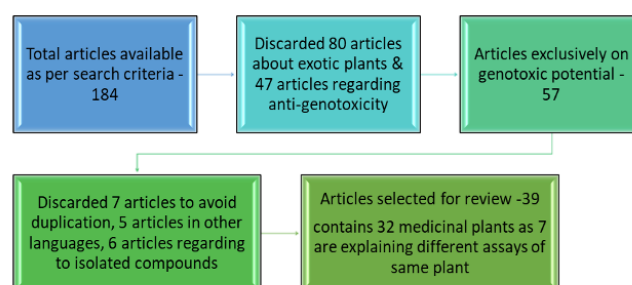 Total articles available
as per search criteria -
184
Discarded 80 articles
about exotic plants &
47 articles regarding
anti-genotoxicity
Articles exclusively on
genotoxic potential -
57
Discarded 7 articles to avoid
duplication, 5 articles in other
languages, 6 articles regarding
to isolated compounds
Articles selected for review -39
contains 32 medicinal plants as 7
are explaining different assays of
same plant